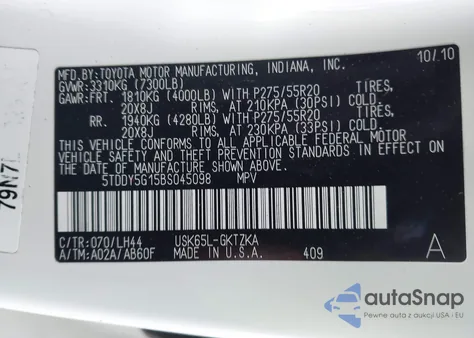 MFD. BY: TOYOTA MOTOR MANUFACTURING, INDIANA, INC. 10/10
GVWR: 3310KG (7300LB)
GAWR: FRT. 1810KG (4000LB) WITH P275/55R20 TIRES,
20X8J RIMS, AT 210KPA (30PSI) COLD.
RR. 1940KG (4280LB) WITH P275/55R20 TIRES,
20X8J RIMS, AT 230KPA (33PSI) COLD.
THIS VEHICLE CONFORMS TO ALL APPLICABLE FEDERAL MOTOR
VEHICLE SAFETY AND THEFT PREVENTION STANDARDS IN EFFECT ON
THE DATE OF MANUFACTURE SHOWN ABOVE.
5TDDY5G15BS045098 MPV
C/TR: 070/LH44 USK65L-GKTZKA
A/TM: A02A/AB60F MADE IN U.S.A. 409 A
79N7
autoSnap
Zdjęcia z aukcji USA i EU